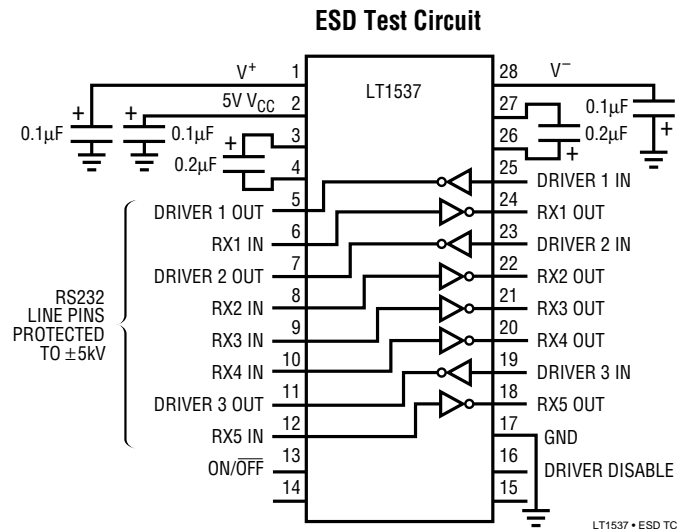 ESD Test Circuit
V⁺ 1 LT1537 28 V⁻
5V VCC 2 27
+ + + 0.1µF
0.1µF 0.1µF 3 26 0.2µF +
0.2µF 4 +
25 DRIVER 1 IN
DRIVER 1 OUT 5 24 RX1 OUT
RX1 IN 6 23 DRIVER 2 IN
DRIVER 2 OUT 7 22 RX2 OUT
RX2 IN 8 21 RX3 OUT
RX3 IN 9 20 RX4 OUT
RX4 IN 10 19 DRIVER 3 IN
DRIVER 3 OUT 11 18 RX5 OUT
RX5 IN 12 17 GND
ON/O̅F̅F̅ 13 16 DRIVER DISABLE
14 15
RS232
LINE PINS
PROTECTED
TO ±5kV
LT1537 • ESD TC